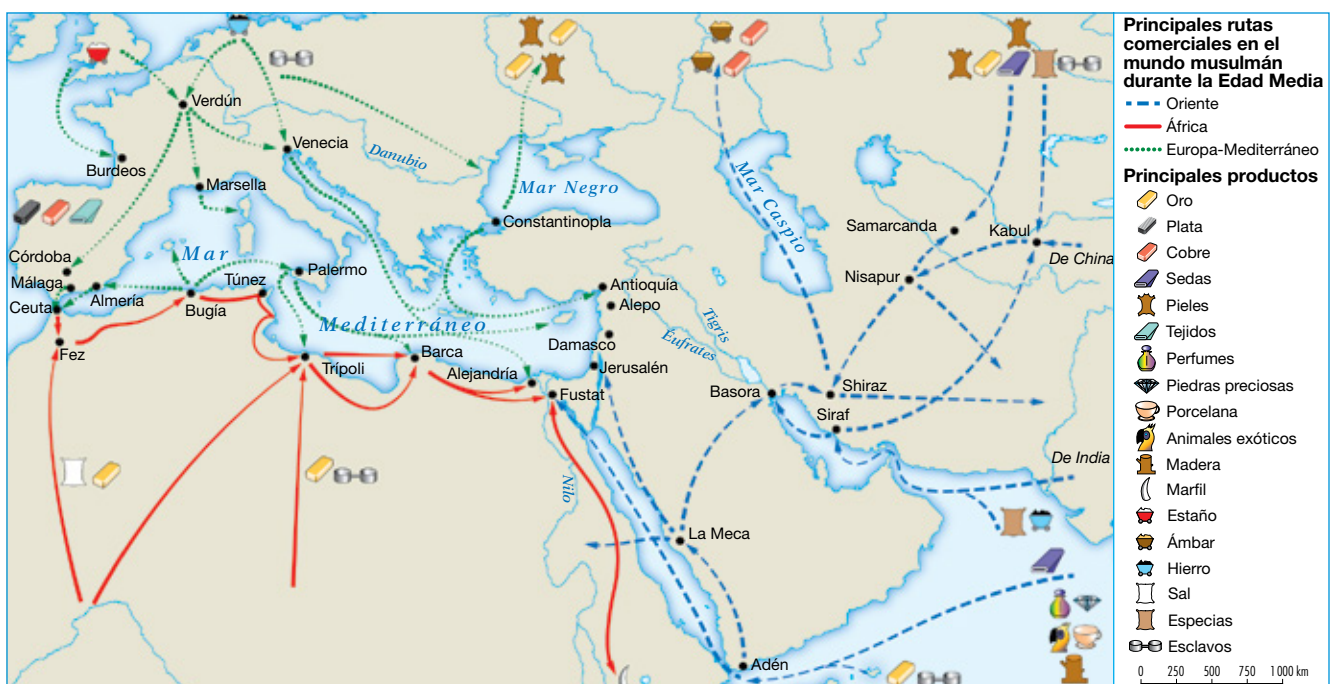 Principales rutas
comerciales en el
mundo musulmán
durante la Edad Media
Oriente
África
Europa-Mediterráneo
Principales productos
Oro
Plata
Cobre
Sedas
Pieles
Tejidos
Perfumes
Piedras preciosas
Porcelana
Animales exóticos
Madera
Marfil
Estaño
Ámbar
Hierro
Sal
Especias
Esclavos
0 250 500 750 1000 km
Verdún
Venecia
Danubio
Burdeos
Marsella
Mar Negro
Constantinopla
Mar Caspio
Samarcanda
Kabul
De China
Nisapur
Córdoba
Málaga
Ceuta
Almería
Bugía
Túnez
Palermo
Mar
Mediterráneo
Antioquía
Alepo
Tigris
Éufrates
Damasco
Jerusalén
Fez
Trípoli
Barca
Alejandría
Fustat
Basora
Shiraz
Siraf
De India
Nilo
La Meca
Adén